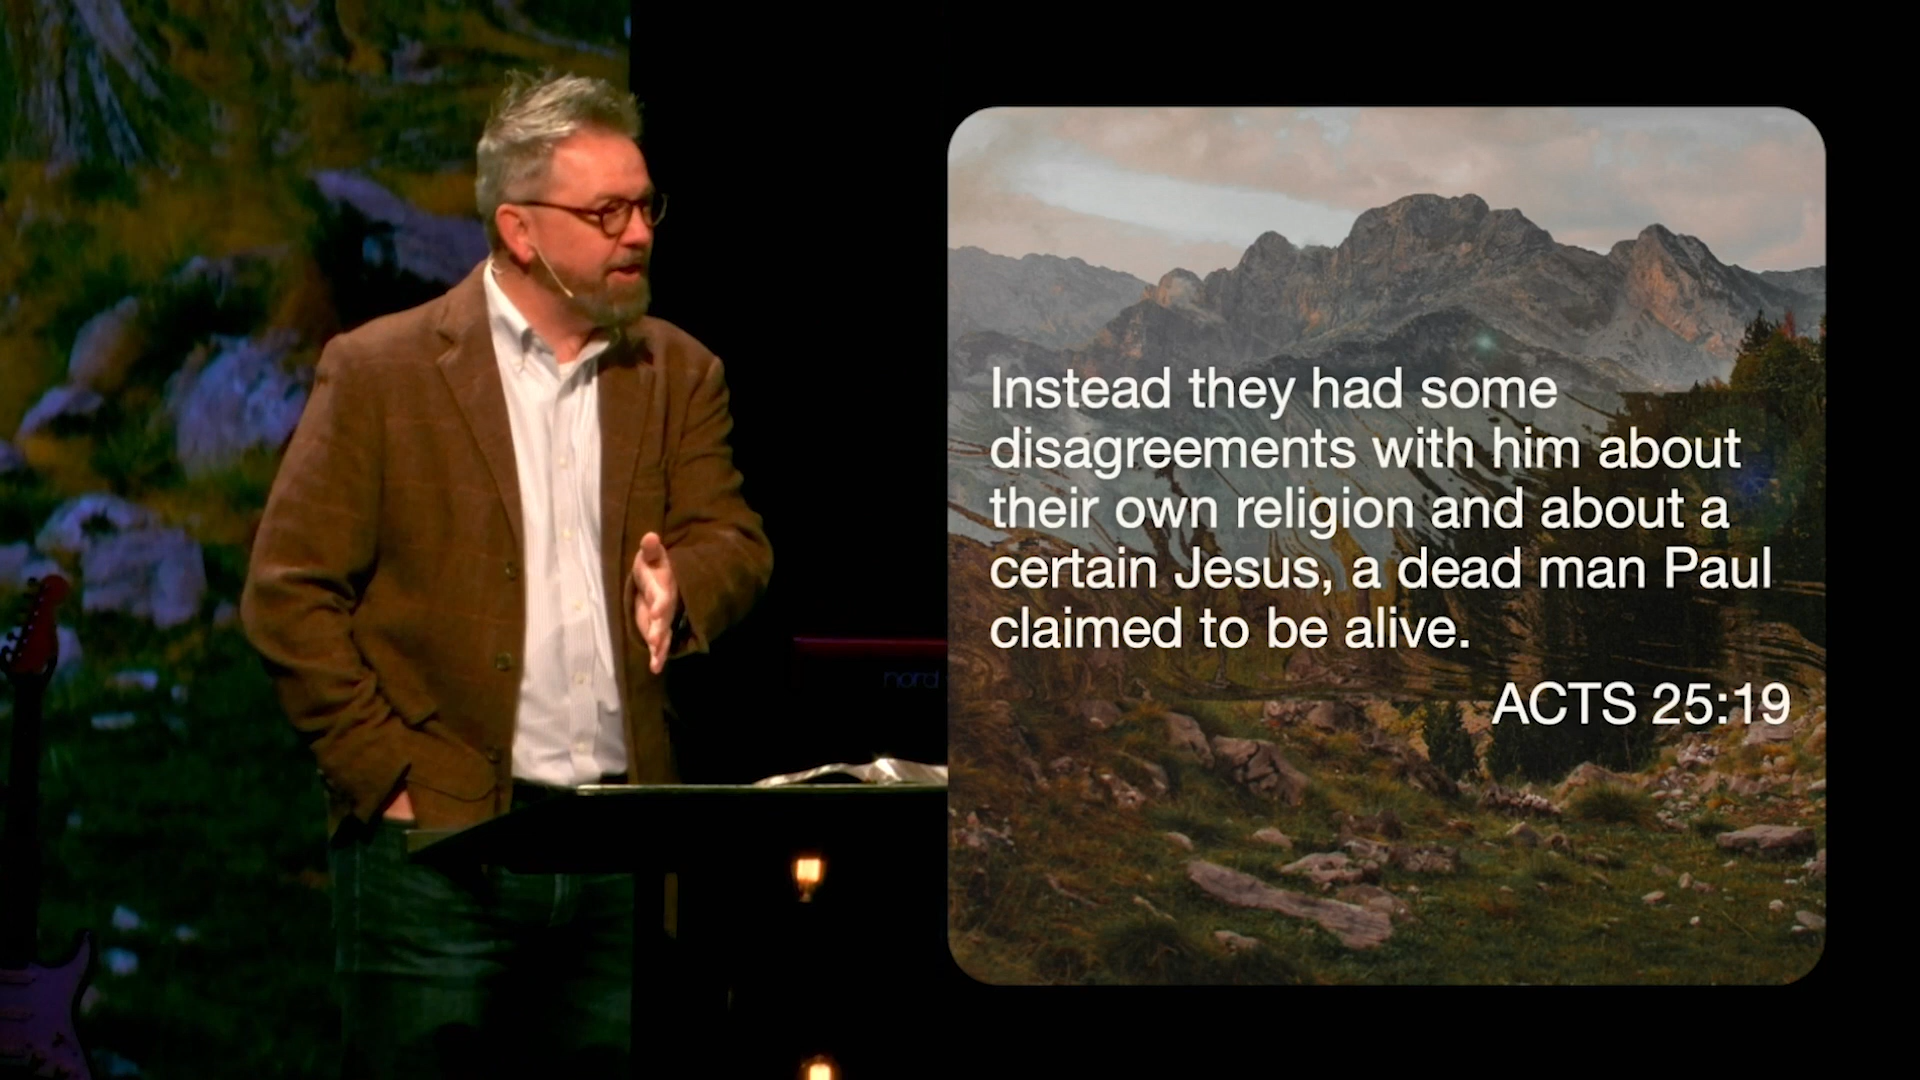 Instead they had some
disagreements with him about
their own religion and about a
certain Jesus, a dead man Paul
claimed to be alive.
ACTS 25:19
nord